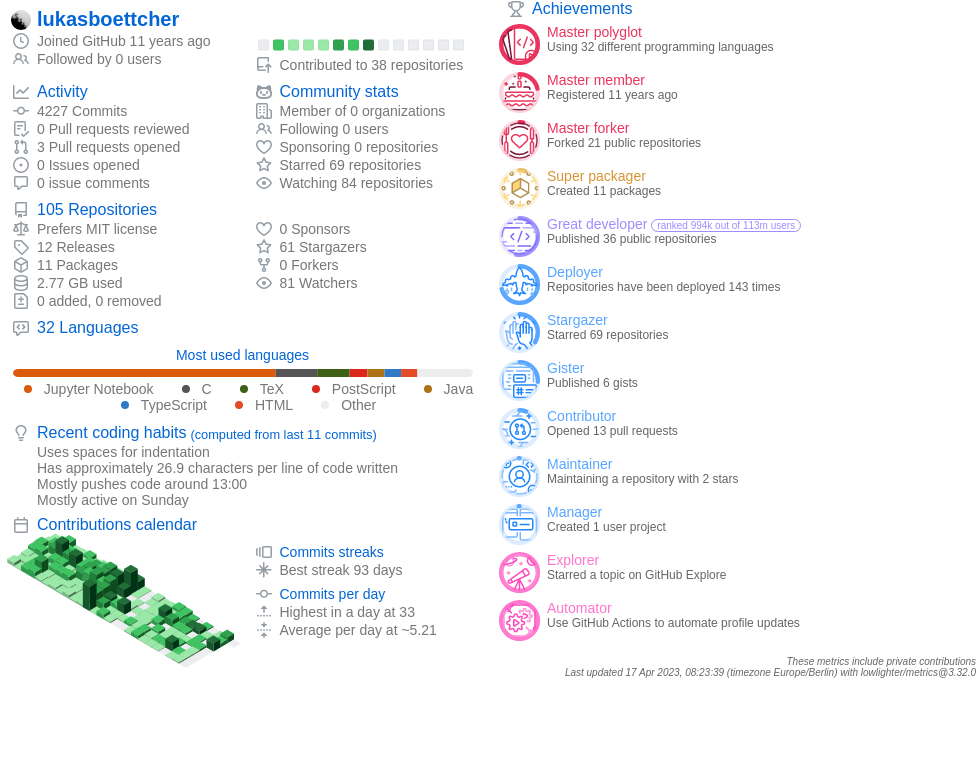 lukasboettcher
Joined GitHub 11 years ago
Followed by 0 users
Contributed to 38 repositories
Activity
4227 Commits
0 Pull requests reviewed
3 Pull requests opened
0 Issues opened
0 issue comments
Community stats
Member of 0 organizations
Following 0 users
Sponsoring 0 repositories
Starred 69 repositories
Watching 84 repositories
105 Repositories
Prefers MIT license
12 Releases
11 Packages
2.77 GB used
0 added, 0 removed
0 Sponsors
61 Stargazers
0 Forkers
81 Watchers
32 Languages
Most used languages
Jupyter Notebook C TeX PostScript Java
TypeScript HTML Other
Recent coding habits (computed from last 11 commits)
Uses spaces for indentation
Has approximately 26.9 characters per line of code written
Mostly pushes code around 13:00
Mostly active on Sunday
Contributions calendar
Commits streaks
Best streak 93 days
Commits per day
Highest in a day at 33
Average per day at ~5.21
Achievements
Master polyglot
Using 32 different programming languages
Master member
Registered 11 years ago
Master forker
Forked 21 public repositories
Super packager
Created 11 packages
Great developer ranked 994k out of 113m users
Published 36 public repositories
Deployer
Repositories have been deployed 143 times
Stargazer
Starred 69 repositories
Gister
Published 6 gists
Contributor
Opened 13 pull requests
Maintainer
Maintaining a repository with 2 stars
Manager
Created 1 user project
Explorer
Starred a topic on GitHub Explore
Automator
Use GitHub Actions to automate profile updates
These metrics include private contributions
Last updated 17 Apr 2023, 08:23:39 (timezone Europe/Berlin) with lowlighter/metrics@3.32.0